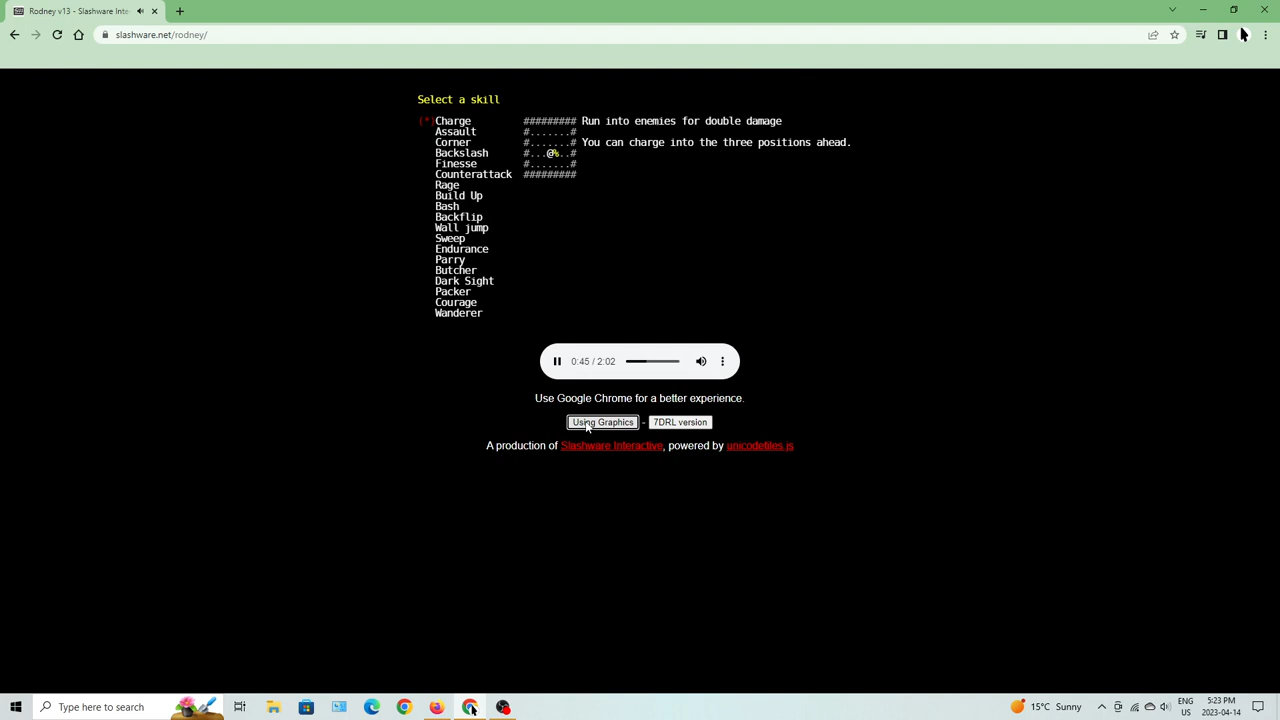 Rodney v13 - Slashware Inte
slashware.net/rodney/
Select a skill
(*)Charge ######### Run into enemies for double damage
Assault #.......#
Corner #.......# You can charge into the three positions ahead.
Backslash #...@%..#
Finesse #.......#
Counterattack #########
Rage
Build Up
Bash
Backflip
Wall jump
Sweep
Endurance
Parry
Butcher
Dark Sight
Packer
Courage
Wanderer
0:45 / 2:02
Use Google Chrome for a better experience.
Using Graphics - 7DRL version
A production of Slashware Interactive, powered by unicodetiles.js
Type here to search
15°C Sunny
ENG
US
5:23 PM
2023-04-14